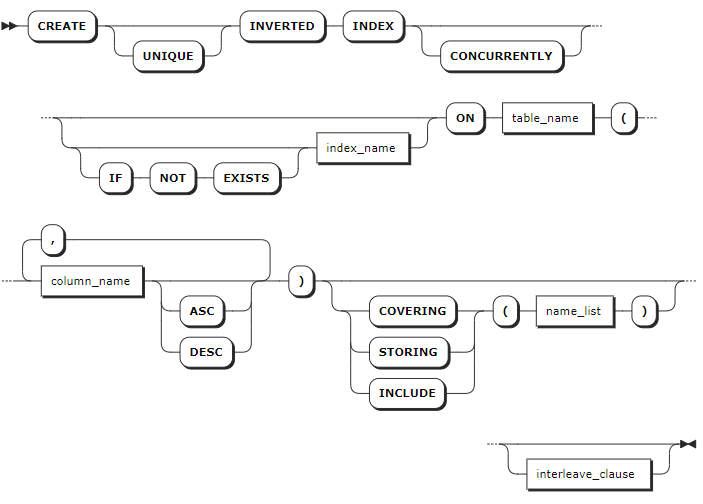 CREATE UNIQUE INVERTED INDEX CONCURRENTLY
IF NOT EXISTS index_name ON table_name (
,
column_name ASC DESC ) COVERING STORING INCLUDE ( name_list )
interleave_clause